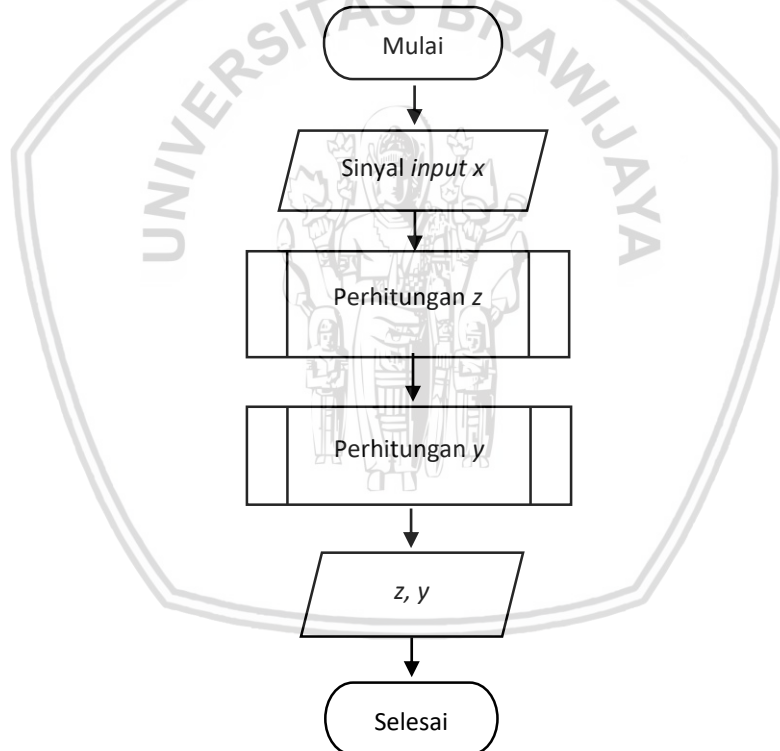 UNIVERSITAS BRAWIJAYA
Mulai
Sinyal input x
Perhitungan z
Perhitungan y
z, y
Selesai